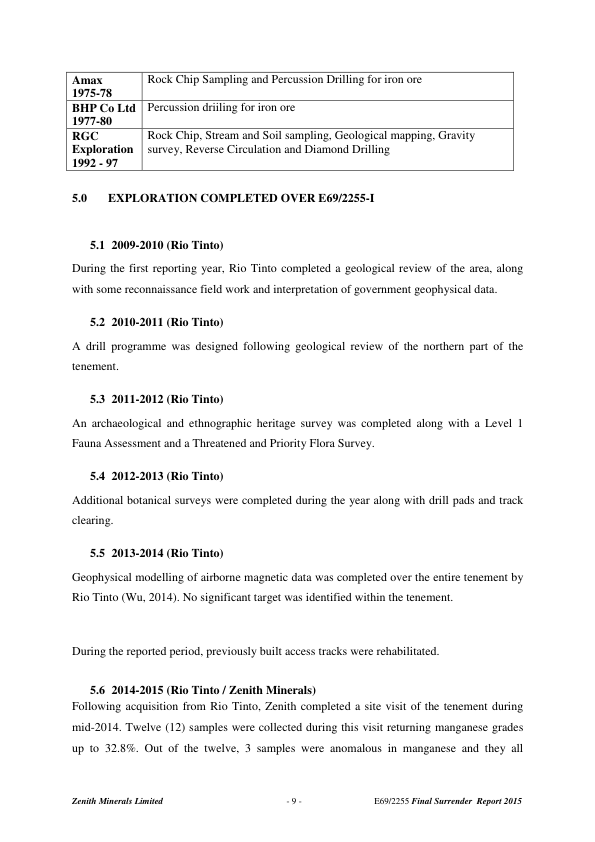 Amax
1975-78
Rock Chip Sampling and Percussion Drilling for iron ore
BHP Co Ltd
1977-80
Percussion driiling for iron ore
RGC
Exploration
1992 - 97
Rock Chip, Stream and Soil sampling, Geological mapping, Gravity
survey, Reverse Circulation and Diamond Drilling
5.0 EXPLORATION COMPLETED OVER E69/2255-I
5.1 2009-2010 (Rio Tinto)
During the first reporting year, Rio Tinto completed a geological review of the area, along
with some reconnaissance field work and interpretation of government geophysical data.
5.2 2010-2011 (Rio Tinto)
A drill programme was designed following geological review of the northern part of the
tenement.
5.3 2011-2012 (Rio Tinto)
An archaeological and ethnographic heritage survey was completed along with a Level 1
Fauna Assessment and a Threatened and Priority Flora Survey.
5.4 2012-2013 (Rio Tinto)
Additional botanical surveys were completed during the year along with drill pads and track
clearing.
5.5 2013-2014 (Rio Tinto)
Geophysical modelling of airborne magnetic data was completed over the entire tenement by
Rio Tinto (Wu, 2014). No significant target was identified within the tenement.
During the reported period, previously built access tracks were rehabilitated.
5.6 2014-2015 (Rio Tinto / Zenith Minerals)
Following acquisition from Rio Tinto, Zenith completed a site visit of the tenement during
mid-2014. Twelve (12) samples were collected during this visit returning manganese grades
up to 32.8%. Out of the twelve, 3 samples were anomalous in manganese and they all
Zenith Minerals Limited - 9 - E69/2255 Final Surrender Report 2015